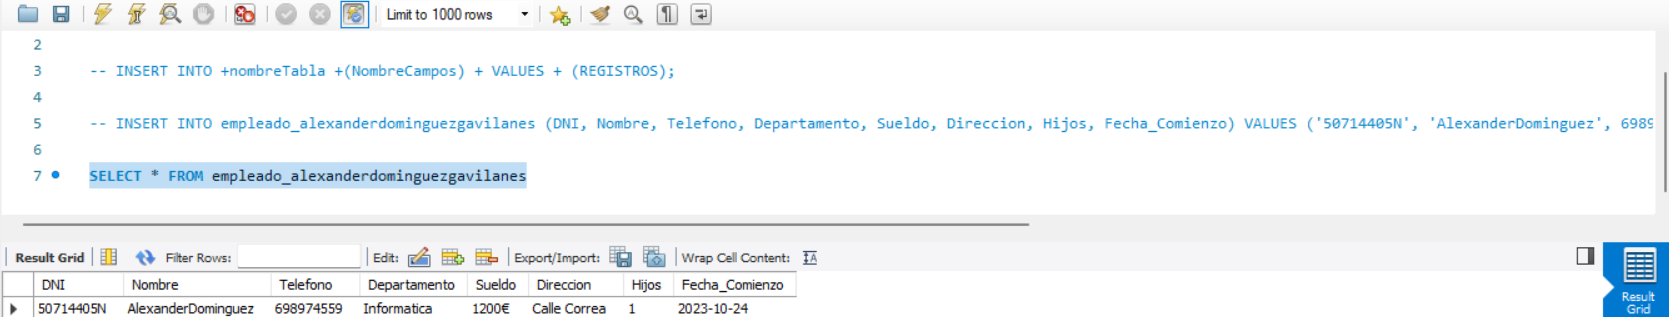 Limit to 1000 rows
2
3 -- INSERT INTO +nombreTabla +(NombreCampos) + VALUES + (REGISTROS);
4
5 -- INSERT INTO empleado_alexanderdominguezgavilanes (DNI, Nombre, Telefono, Departamento, Sueldo, Direccion, Hijos, Fecha_Comienzo) VALUES ('50714405N', 'AlexanderDominguez', 6989
6
7 SELECT * FROM empleado_alexanderdominguezgavilanes
Result Grid Filter Rows: Edit: Export/Import: Wrap Cell Content: IA
DNI Nombre Telefono Departamento Sueldo Direccion Hijos Fecha_Comienzo
50714405N AlexanderDominguez 698974559 Informatica 1200€ Calle Correa 1 2023-10-24
Result
Grid